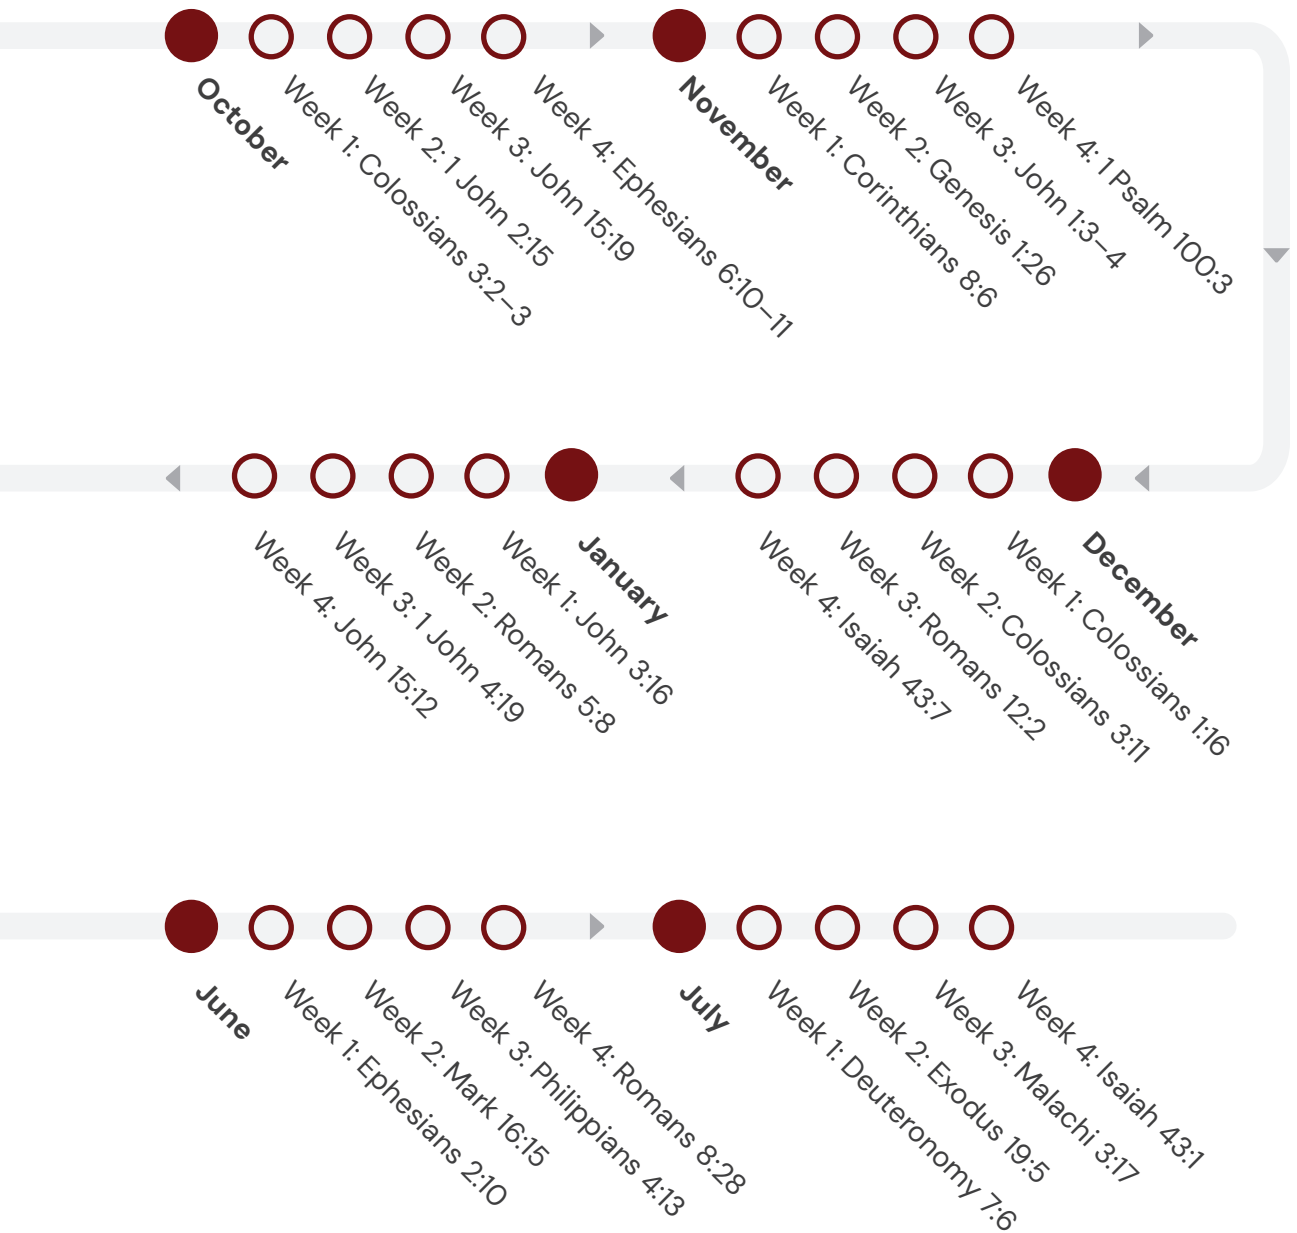 October
Week 1: Colossians 3:2–3
Week 2: 1 John 2:15
Week 3: John 15:19
Week 4: Ephesians 6:10–11
November
Week 1: Corinthians 8:6
Week 2: Genesis 1:26
Week 3: John 1:3–4
Week 4: 1 Psalm 100:3
December
Week 1: Colossians 1:16
Week 2: Colossians 3:11
Week 3: Romans 12:2
Week 4: Isaiah 43:7
January
Week 1: John 3:16
Week 2: Romans 5:8
Week 3: 1 John 4:19
Week 4: John 15:12
June
Week 1: Ephesians 2:10
Week 2: Mark 16:15
Week 3: Philippians 4:13
Week 4: Romans 8:28
July
Week 1: Deuteronomy 7:6
Week 2: Exodus 19:5
Week 3: Malachi 3:17
Week 4: Isaiah 43:1